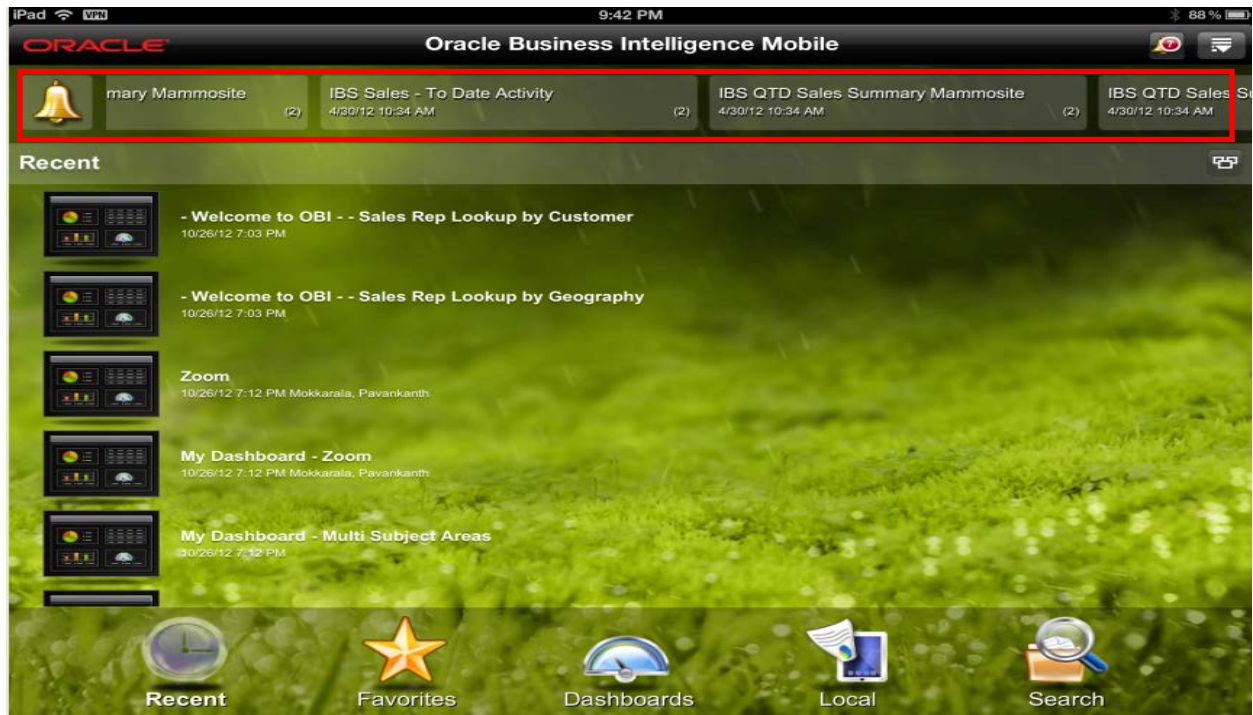 iPad VPN 9:42 PM 88%
ORACLE Oracle Business Intelligence Mobile 7
mary Mammosite
(2)
IBS Sales - To Date Activity
4/30/12 10:34 AM (2)
IBS QTD Sales Summary Mammosite
4/30/12 10:34 AM (2)
IBS QTD Sales Su
4/30/12 10:34 AM
Recent
- Welcome to OBI - - Sales Rep Lookup by Customer
10/26/12 7:03 PM
- Welcome to OBI - - Sales Rep Lookup by Geography
10/26/12 7:03 PM
Zoom
10/26/12 7:12 PM Mokkarala, Pavankanth
My Dashboard - Zoom
10/26/12 7:12 PM Mokkarala, Pavankanth
My Dashboard - Multi Subject Areas
10/26/12 7:12 PM
Recent Favorites Dashboards Local Search